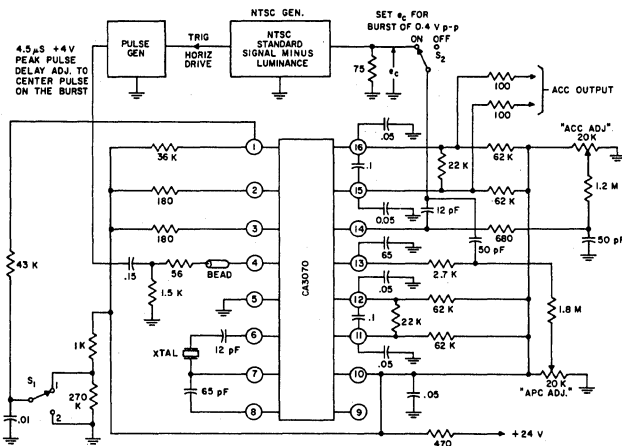 NTSC GEN.
SET e c FOR
BURST OF 0.4 V p-p
ON OFF
S2
4.5 µS +4V
PEAK PULSE
DELAY ADJ. TO
CENTER PULSE
ON THE BURST
PULSE
GEN
TRIG
HORIZ
DRIVE
NTSC
STANDARD
SIGNAL MINUS
LUMINANCE
75
e c
100
100
ACC OUTPUT
.05
"ACC ADJ"
20K
1
16
36 K
62 K
.1
22 K
1.2 M
2
15
180
62 K
0.05
12 pF
3
14
180
680
50 pF
50 pF
43 K
4
13
65
2.7 K
.15
56
BEAD
1.5 K
CA3070
5
12
.05
62 K
.1
22 K
1.8 M
6
11
12 pF
62 K
XTAL
.05
1K
7
10
20K
"APC ADJ."
S1
1
2
270
K
65 pF
.05
8
9
.01
470
+24 V